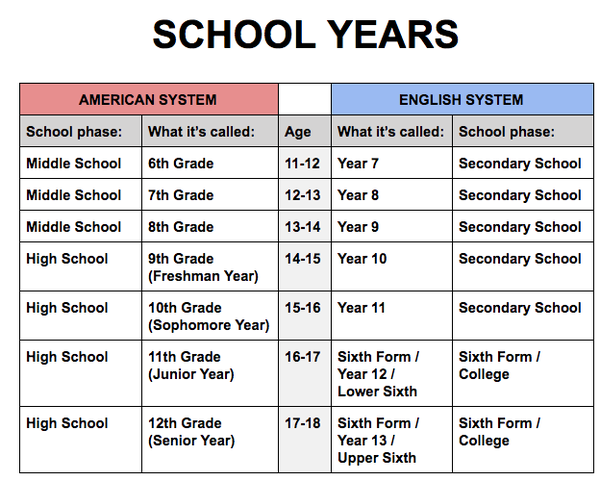 SCHOOL YEARS
AMERICAN SYSTEM ENGLISH SYSTEM
School phase: What it's called: Age What it's called: School phase:
Middle School 6th Grade 11-12 Year 7 Secondary School
Middle School 7th Grade 12-13 Year 8 Secondary School
Middle School 8th Grade 13-14 Year 9 Secondary School
High School 9th Grade 14-15 Year 10 Secondary School
(Freshman Year)
High School 10th Grade 15-16 Year 11 Secondary School
(Sophomore Year)
High School 11th Grade 16-17 Sixth Form / Sixth Form /
(Junior Year) Year 12 / College
Lower Sixth
High School 12th Grade 17-18 Sixth Form / Sixth Form /
(Senior Year) Year 13 / College
Upper Sixth